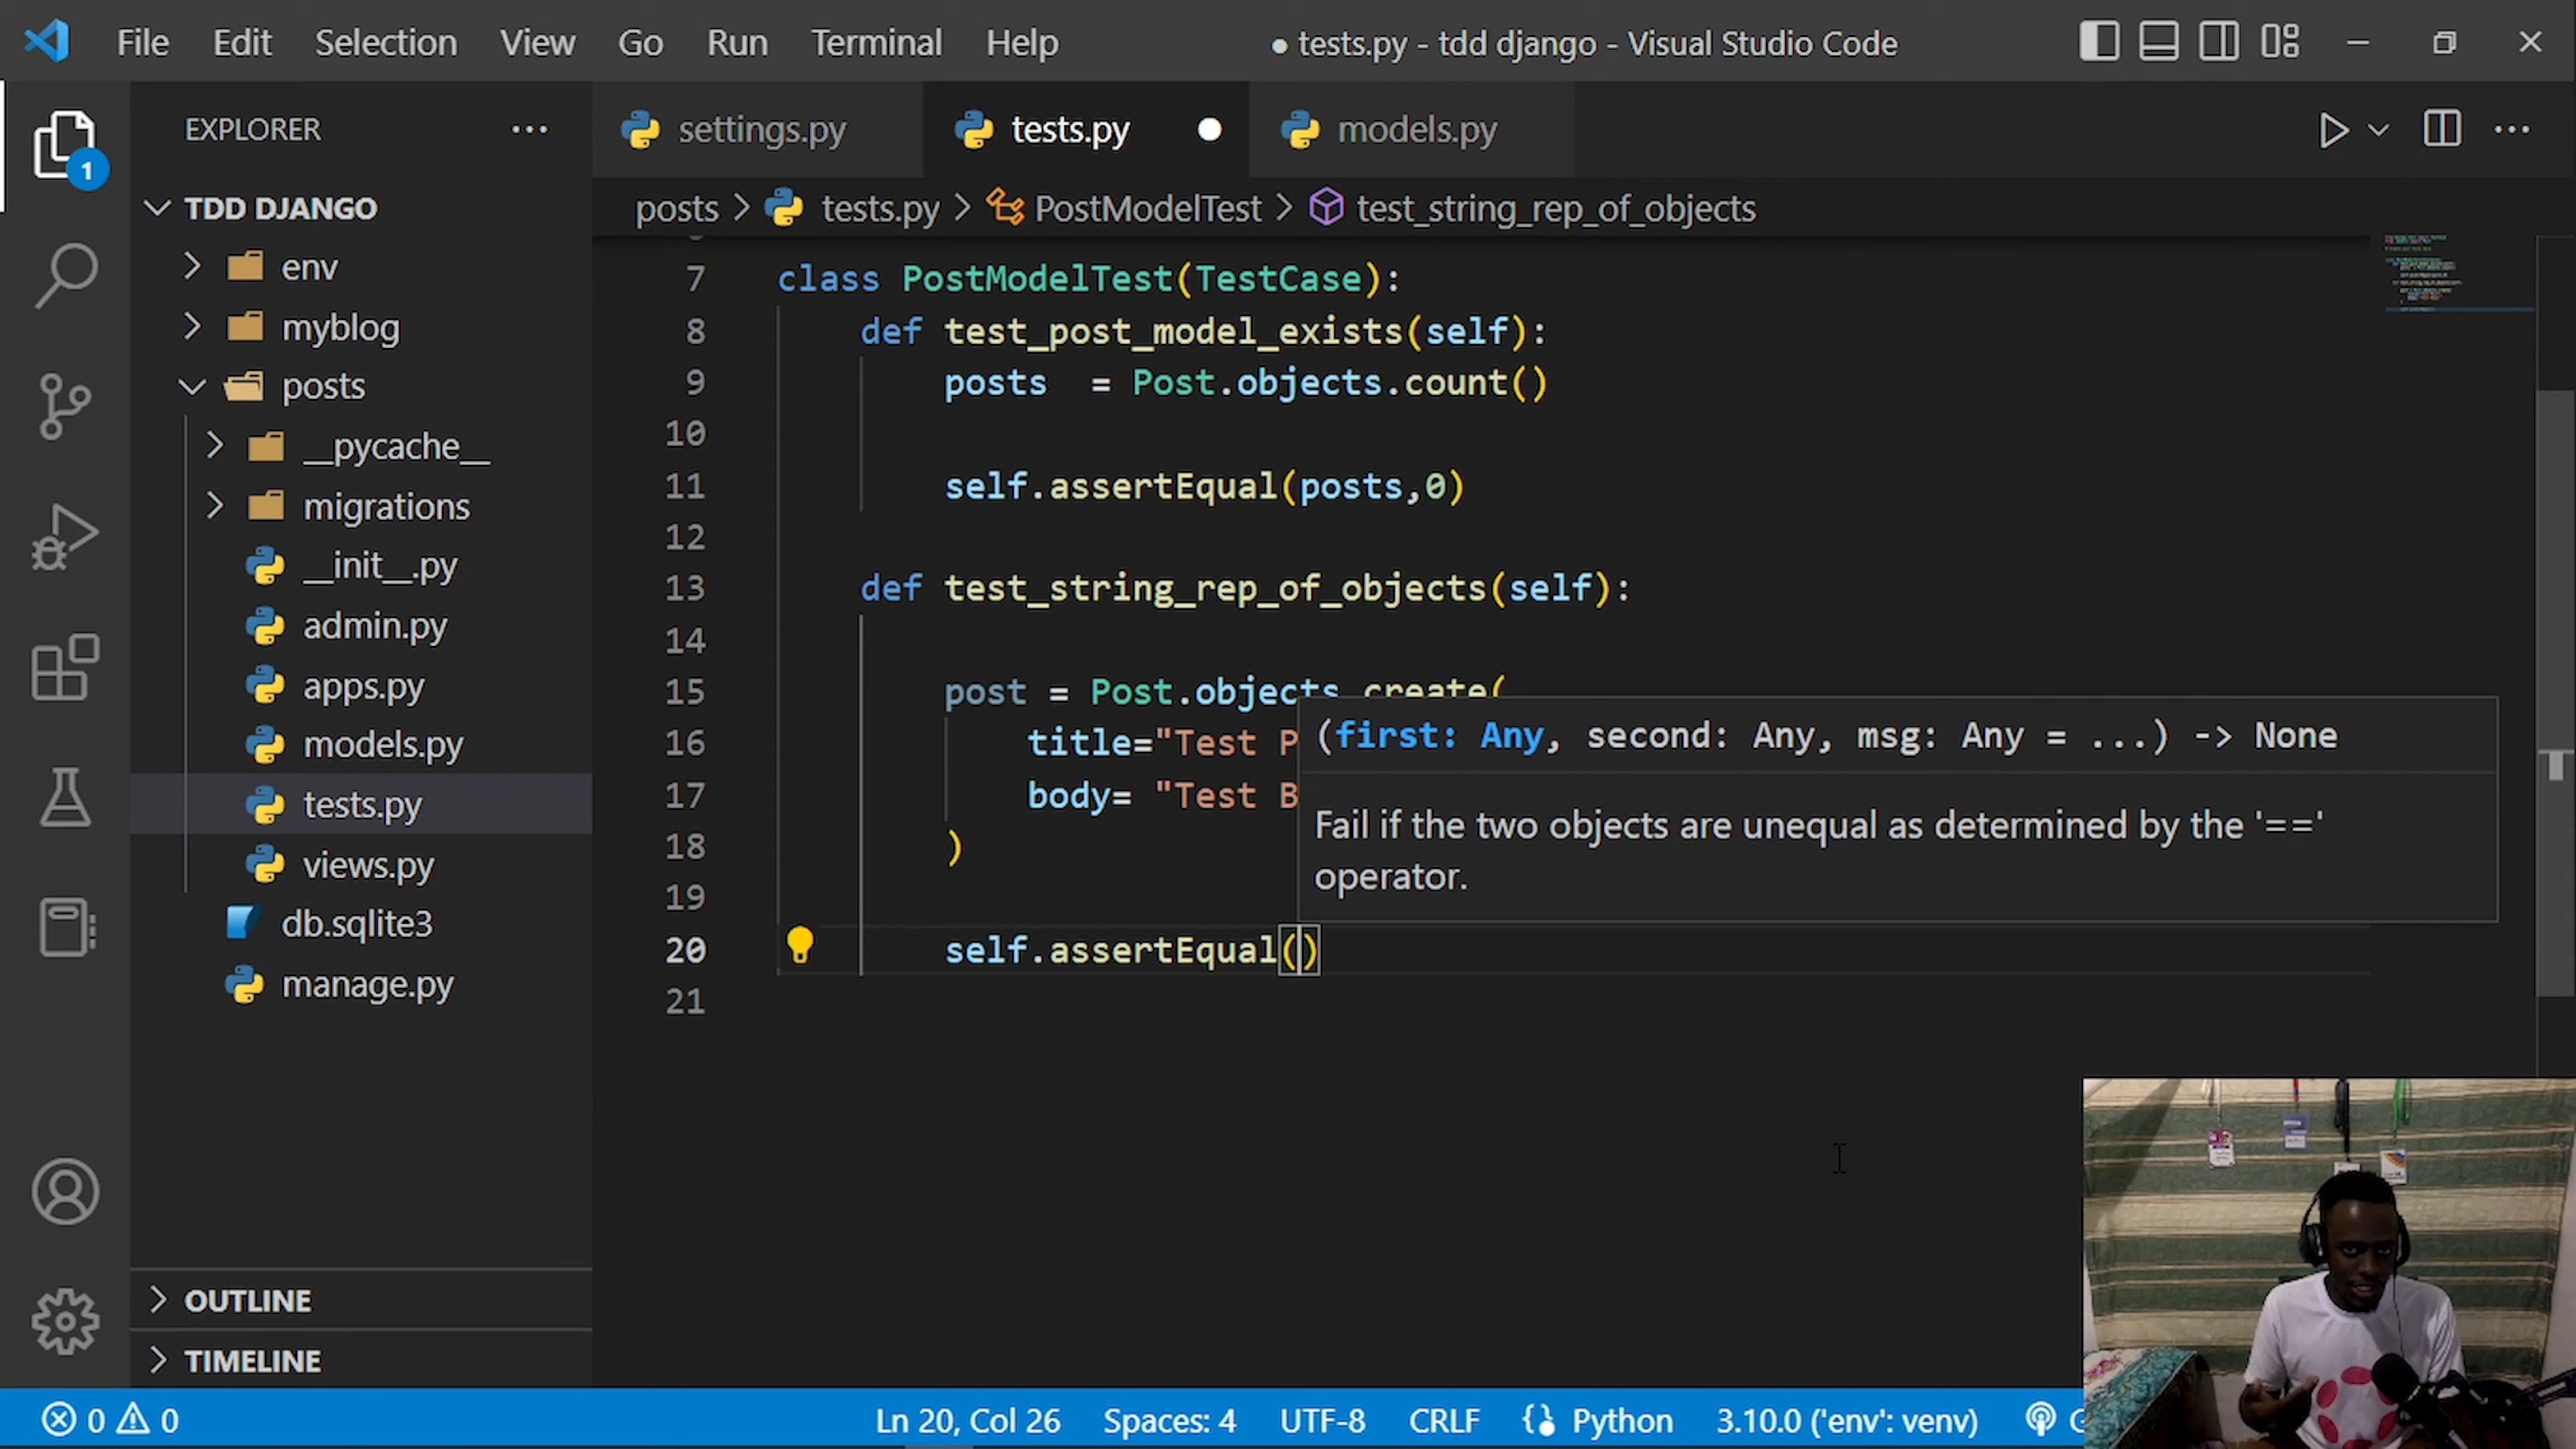 File Edit Selection View Go Run Terminal Help
● tests.py - tdd django - Visual Studio Code
EXPLORER
1
TDD DJANGO
env
myblog
posts
__pycache__
migrations
__init__.py
admin.py
apps.py
models.py
tests.py
views.py
db.sqlite3
manage.py
OUTLINE
TIMELINE
settings.py tests.py models.py
posts > tests.py > PostModelTest > test_string_rep_of_objects
7 class PostModelTest(TestCase):
8 def test_post_model_exists(self):
9 posts = Post.objects.count()
10
11 self.assertEqual(posts,0)
12
13 def test_string_rep_of_objects(self):
14
15 post = Post.objects.create(
16 title="Test P
17 body= "Test B
18 )
19
20 self.assertEqual()
21
(first: Any, second: Any, msg: Any = ...) -> None
Fail if the two objects are unequal as determined by the '=='
operator.
0 0 Ln 20, Col 26 Spaces: 4 UTF-8 CRLF Python 3.10.0 ('env': venv)